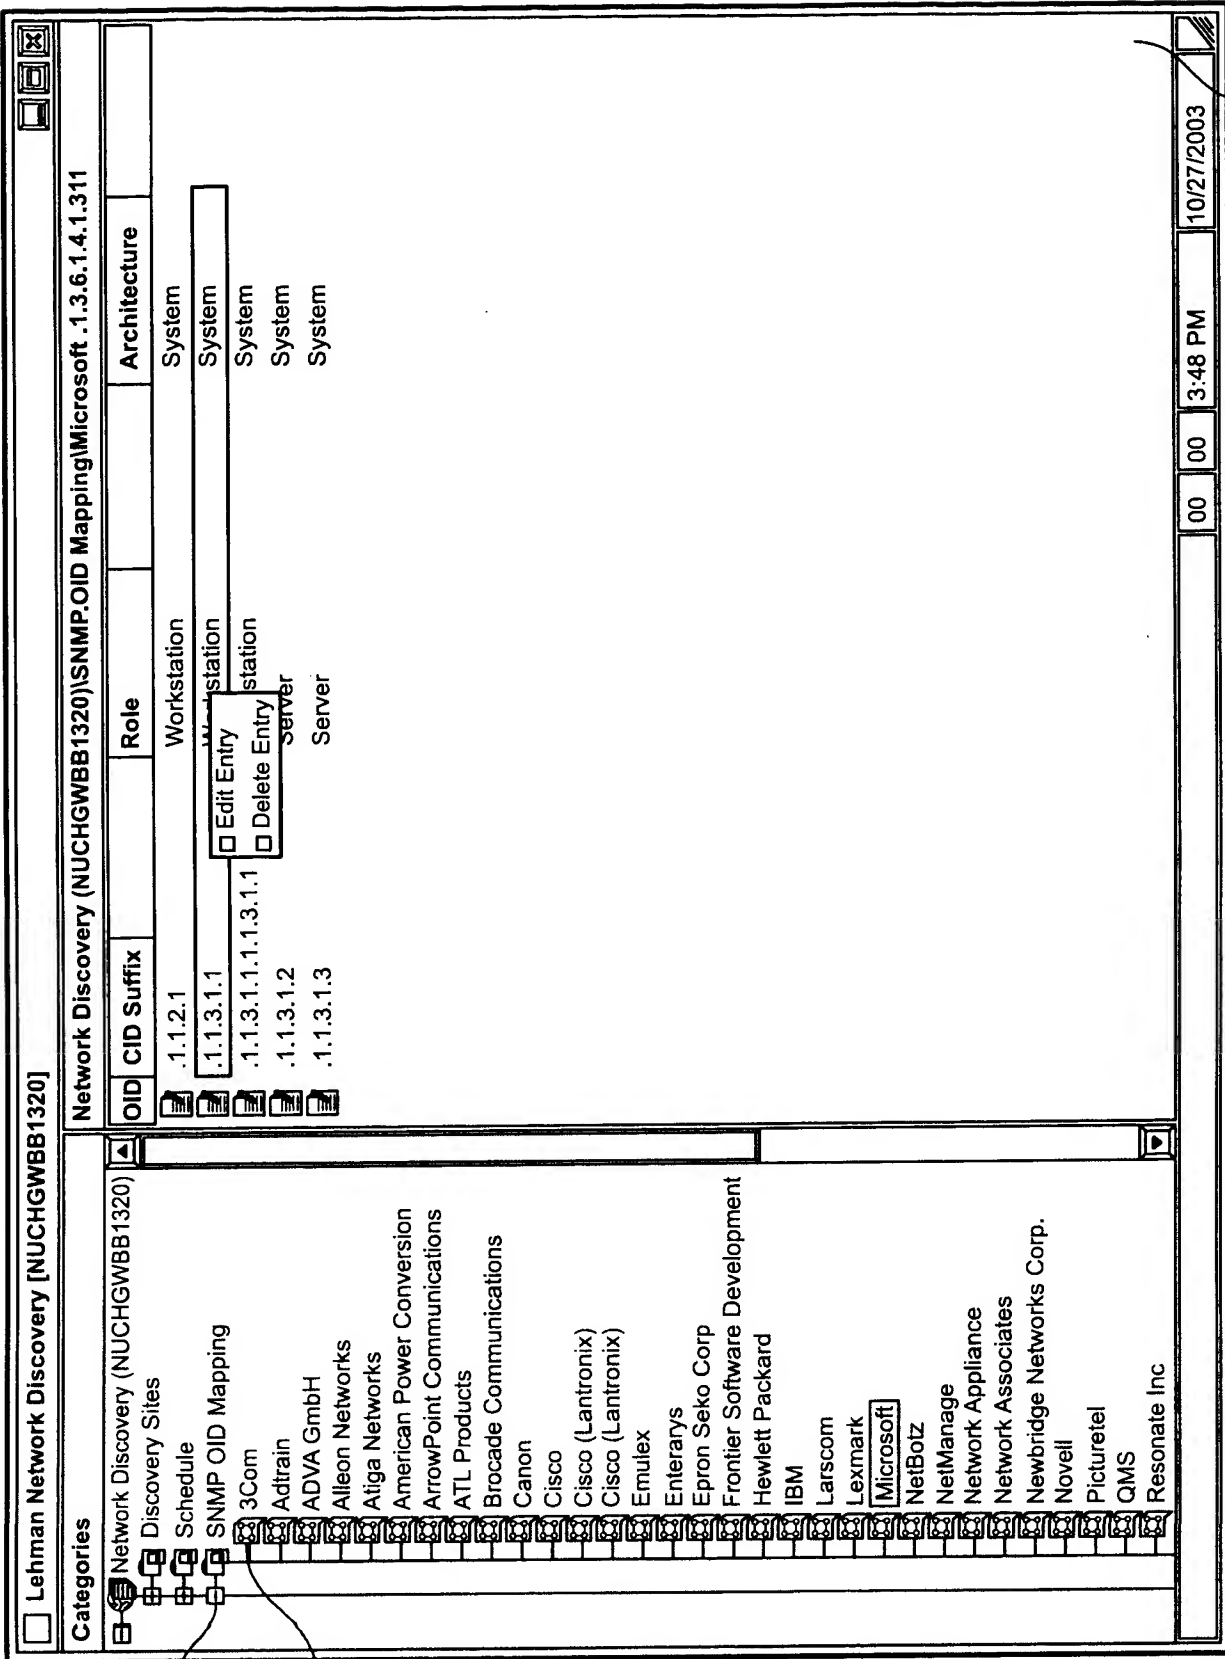 Lehman Network Discovery [NUCHGWBB1320]
Categories
Network Discovery (NUCHGWBB1320)\SNMP.OID Mapping\Microsoft .1.3.6.1.4.1.311
Network Discovery (NUCHGWBB1320)
Discovery Sites
Schedule
SNMP OID Mapping
3Com
Adtrain
ADVA GmbH
Alleon Networks
Atiga Networks
American Power Conversion
ArrowPoint Communications
ATL Products
Brocade Communications
Canon
Cisco
Cisco (Lantronix)
Cisco (Lantronix)
Emulex
Enterarys
Epron Seko Corp
Frontier Software Development
Hewlett Packard
IBM
Larscom
Lexmark
Microsoft
NetBotz
NetManage
Network Appliance
Network Associates
Newbridge Networks Corp.
Novell
Picturetel
QMS
Resonate Inc
OID CID Suffix Role Architecture
.1.1.2.1 Workstation System
.1.1.3.1.1 station System
.1.1.3.1.1.1.1.3.1.1 station System
.1.1.3.1.2 Server System
.1.1.3.1.3 Server System
Edit Entry
Delete Entry
00 00 3:48 PM 10/27/2003